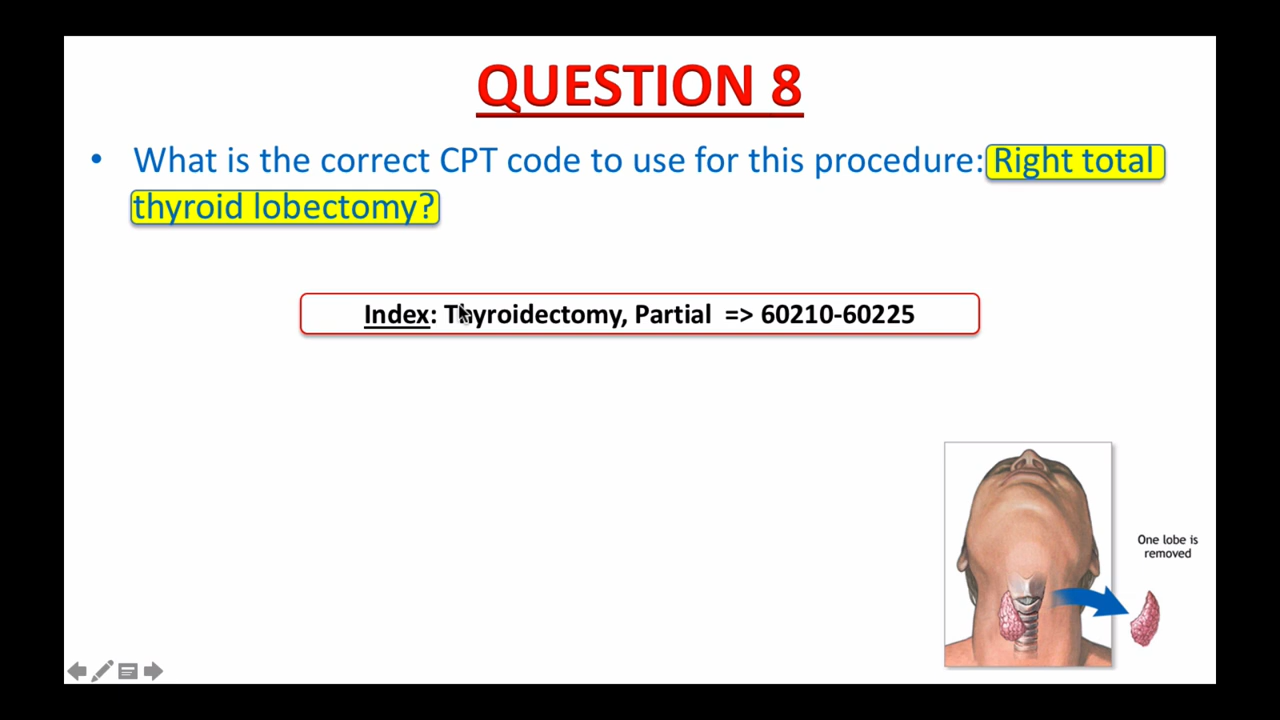 QUESTION 8
• What is the correct CPT code to use for this procedure: Right total
thyroid lobectomy?
Index: Thyroidectomy, Partial => 60210-60225
One lobe is
removed